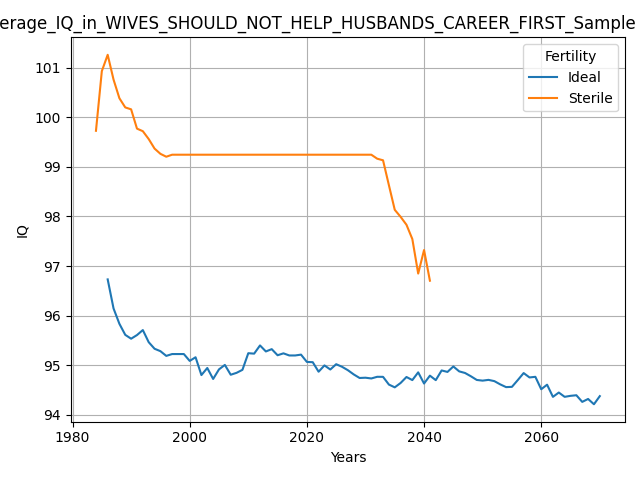 erage_IQ_in_WIVES_SHOULD_NOT_HELP_HUSBANDS_CAREER_FIRST_Sample
Fertility
Ideal
Sterile
101
100
99
98
97
96
95
94
IQ
1980 2000 2020 2040 2060
Years